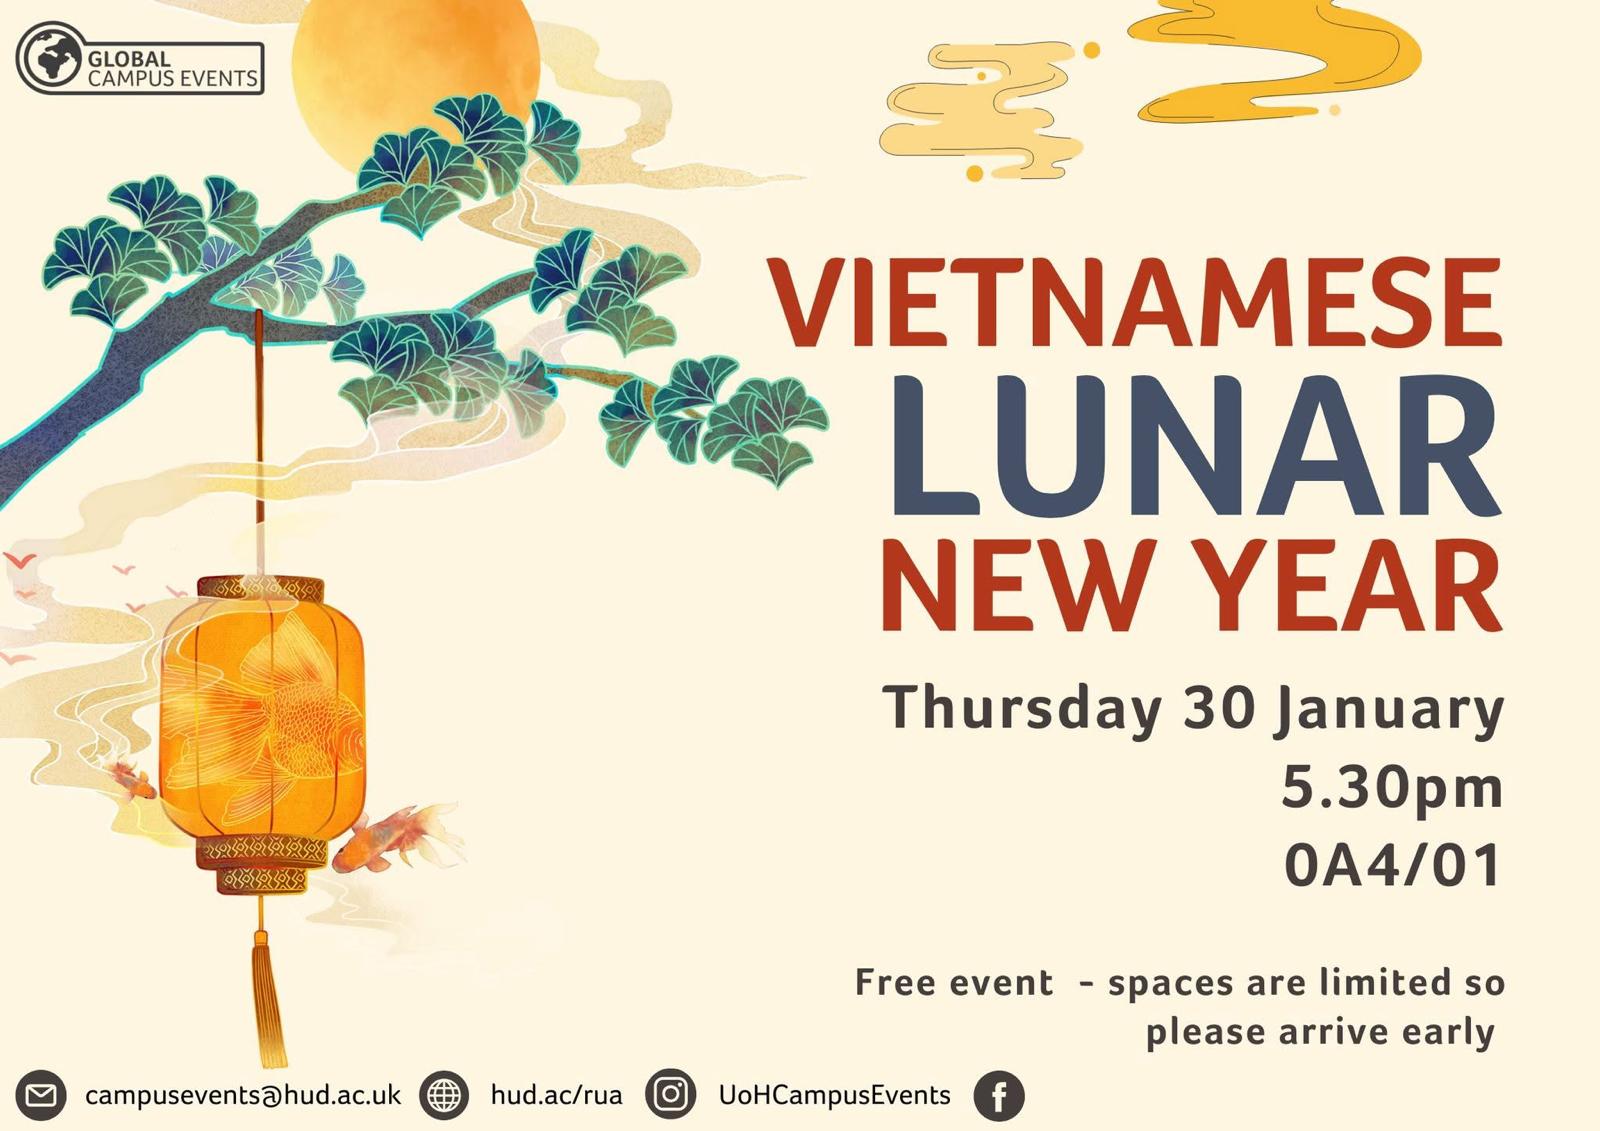 GLOBAL
CAMPUS EVENTS
VIETNAMESE
LUNAR
NEW YEAR
Thursday 30 January
5.30pm
0A4/01
Free event - spaces are limited so
please arrive early
campusevents@hud.ac.uk hud.ac/rua UoHCampusEvents